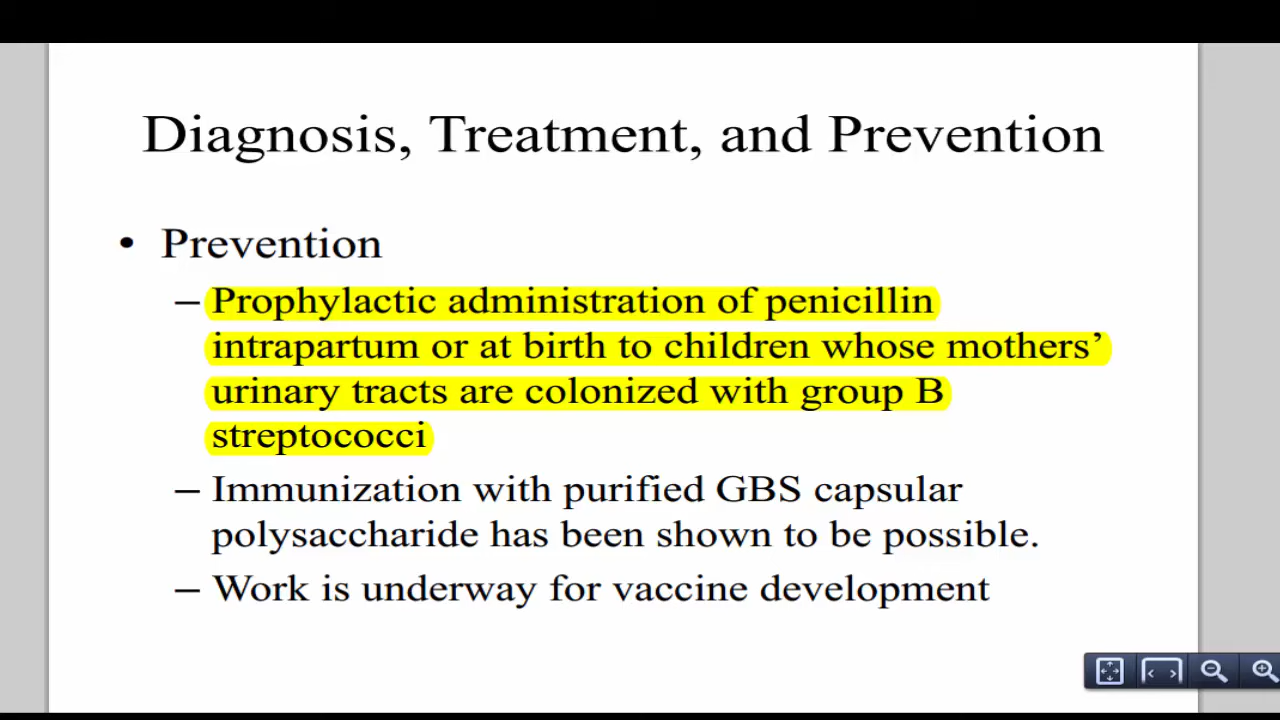 Diagnosis, Treatment, and Prevention
• Prevention
– Prophylactic administration of penicillin
intrapartum or at birth to children whose mothers’
urinary tracts are colonized with group B
streptococci
– Immunization with purified GBS capsular
polysaccharide has been shown to be possible.
– Work is underway for vaccine development